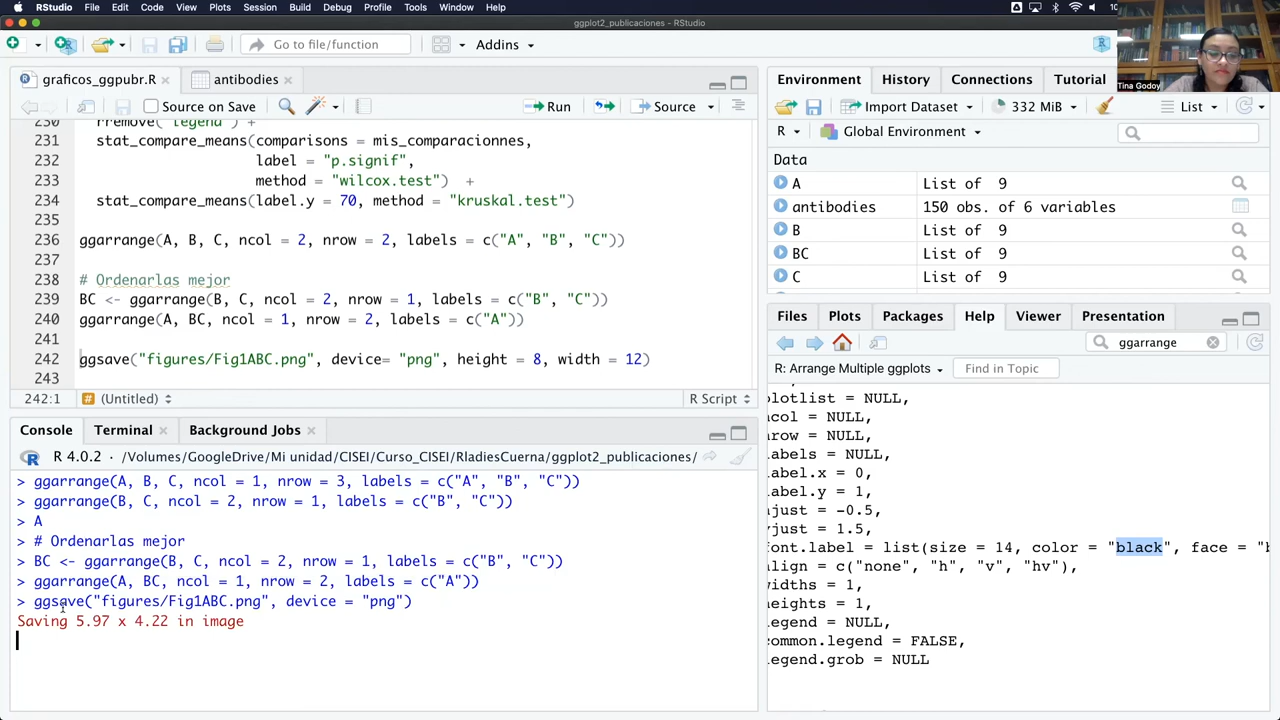 RStudio File Edit Code View Plots Session Build Debug Profile Tools Window Help
ggplot2_publicaciones - RStudio
Go to file/function
Addins
graficos_ggpubr.R
antibodies
Source on Save
Run
Source
230 rremove("legend") +
231 stat_compare_means(comparisons = mis_comparacionnes,
232 label = "p.signif",
233 method = "wilcox.test") +
234 stat_compare_means(label.y = 70, method = "kruskal.test")
235
236 ggarrange(A, B, C, ncol = 2, nrow = 2, labels = c("A", "B", "C"))
237
238 # Ordenarlas mejor
239 BC <- ggarrange(B, C, ncol = 2, nrow = 1, labels = c("B", "C"))
240 ggarrange(A, BC, ncol = 1, nrow = 2, labels = c("A"))
241
242 ggsave("figures/Fig1ABC.png", device= "png", height = 8, width = 12)
243
242:1 # (Untitled) R Script
Console Terminal Background Jobs
R 4.0.2 · /Volumes/GoogleDrive/Mi unidad/CISEI/Curso_CISEI/RladiesCuerna/ggplot2_publicaciones/
> ggarrange(A, B, C, ncol = 1, nrow = 3, labels = c("A", "B", "C"))
> ggarrange(B, C, ncol = 2, nrow = 1, labels = c("B", "C"))
> A
> # Ordenarlas mejor
> BC <- ggarrange(B, C, ncol = 2, nrow = 1, labels = c("B", "C"))
> ggarrange(A, BC, ncol = 1, nrow = 2, labels = c("A"))
> ggsave("figures/Fig1ABC.png", device = "png")
Saving 5.97 x 4.22 in image
Tina Godoy
Environment History Connections Tutorial
Import Dataset 332 MiB List
R Global Environment
Data
A List of 9
antibodies 150 obs. of 6 variables
B List of 9
BC List of 9
C List of 9
Files Plots Packages Help Viewer Presentation
ggarrange
R: Arrange Multiple ggplots Find in Topic
plotlist = NULL,
ncol = NULL,
nrow = NULL,
labels = NULL,
label.x = 0,
label.y = 1,
hjust = -0.5,
vjust = 1.5,
font.label = list(size = 14, color = "black", face = "b
align = c("none", "h", "v", "hv"),
widths = 1,
heights = 1,
legend = NULL,
common.legend = FALSE,
legend.grob = NULL